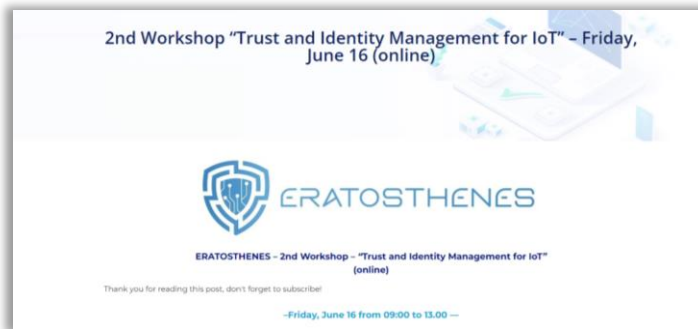 2nd Workshop “Trust and Identity Management for IoT” – Friday,
June 16 (online)
ERATOSTHENES
ERATOSTHENES – 2nd Workshop – “Trust and Identity Management for IoT”
(online)
Thank you for reading this post, don't forget to subscribe!
–Friday, June 16 from 09:00 to 13.00 —